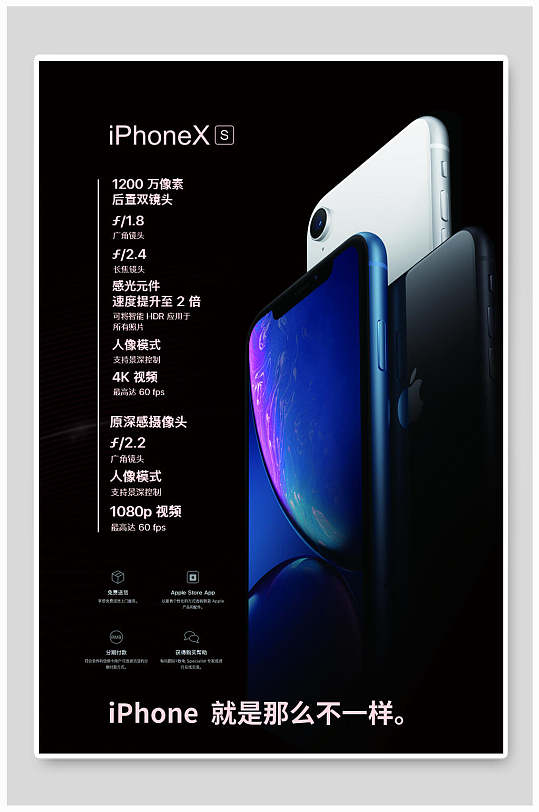 iPhoneX S
1200 万像素
后置双镜头
ƒ/1.8
广角镜头
ƒ/2.4
长焦镜头
感光元件
速度提升至 2 倍
可将智能 HDR 应用于
所有照片
人像模式
支持景深控制
4K 视频
最高达 60 fps
原深感摄像头
ƒ/2.2
广角镜头
人像模式
支持景深控制
1080p 视频
最高达 60 fps
免费送货
Apple Store App
RMB
分期付款
获得购买帮助
iPhone 就是那么不一样。